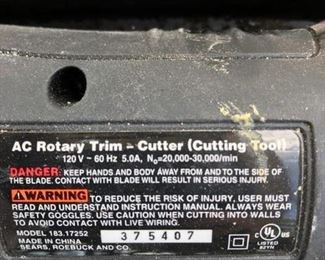 AC Rotary Trim - Cutter (Cutting Tool)
120 V ~ 60 Hz 5.0A, N₀=20,000-30,000/min
DANGER: KEEP HANDS AND BODY AWAY FROM AND TO THE SIDE OF
THE BLADE. CONTACT WITH BLADE WILL RESULT IN SERIOUS INJURY.
WARNING TO REDUCE THE RISK OF INJURY, USER MUST
READ AND UNDERSTAND INSTRUCTION MANUAL. ALWAYS WEAR
SAFETY GOGGLES. USE CAUTION WHEN CUTTING INTO WALLS
TO AVOID CONTACT WITH LIVE WIRING.
MODEL 183.17252
MADE IN CHINA
SEARS, ROEBUCK AND CO.
375407
UL
LISTED
82YN